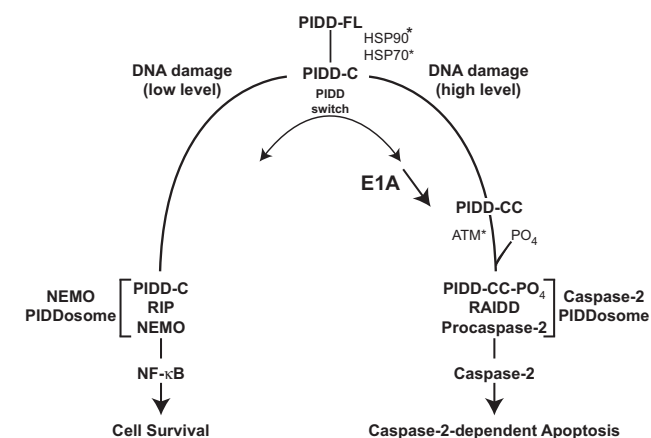 PIDD-FL
HSP90*
HSP70*
PIDD-C
DNA damage
(low level)
DNA damage
(high level)
PIDD
switch
E1A
PIDD-CC
ATM*
PO4
NEMO
PIDDosome
PIDD-C
RIP
NEMO
PIDD-CC-PO4
RAIDD
Procaspase-2
Caspase-2
PIDDosome
NF-κB
Caspase-2
Cell Survival
Caspase-2-dependent Apoptosis